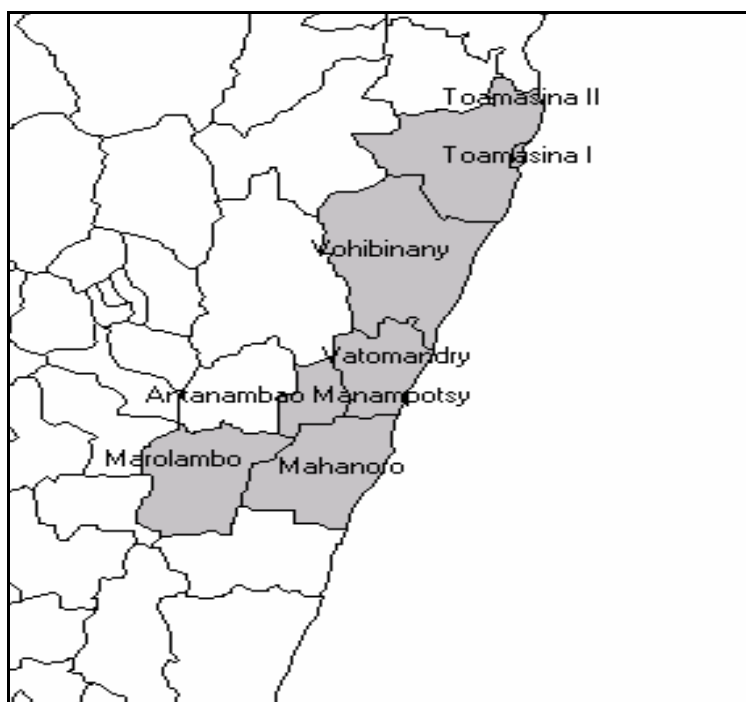 Toamasina II
Toamasina I
Vohibinany
Vatomandry
Antanambao Manampotsy
Marolambo
Mahanoro